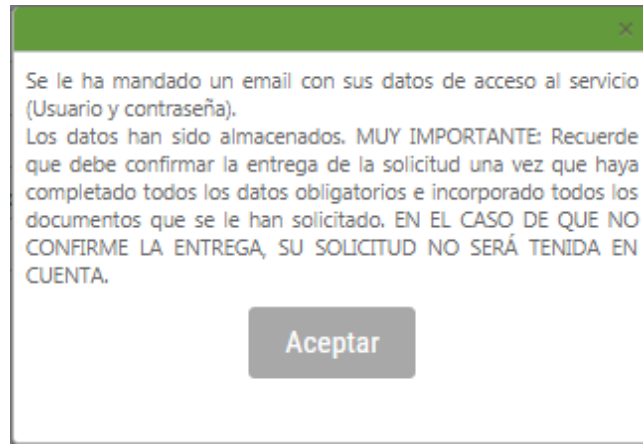 Se le ha mandado un email con sus datos de acceso al servicio
(Usuario y contraseña).
Los datos han sido almacenados. MUY IMPORTANTE: Recuerde
que debe confirmar la entrega de la solicitud una vez que haya
completado todos los datos obligatorios e incorporado todos los
documentos que se le han solicitado. EN EL CASO DE QUE NO
CONFIRME LA ENTREGA, SU SOLICITUD NO SERÁ TENIDA EN
CUENTA.
Aceptar